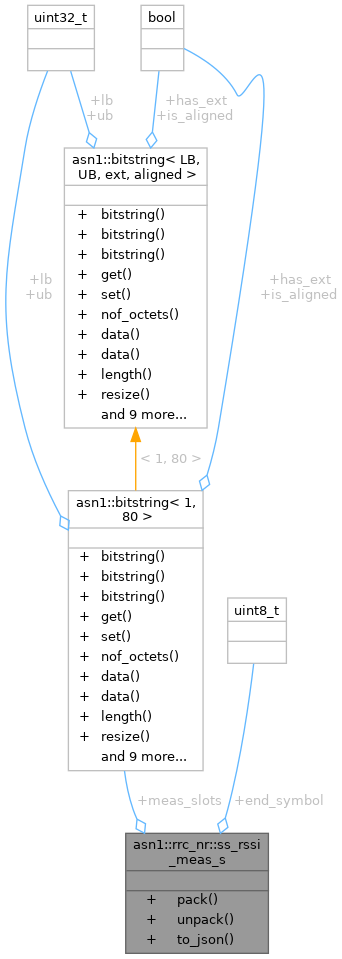 uint32_t
bool
+lb
+ub
+has_ext
+is_aligned
asn1::bitstring< LB,
UB, ext, aligned >
+ bitstring()
+ bitstring()
+ bitstring()
+ get()
+ set()
+ nof_octets()
+ data()
+ data()
+ length()
+ resize()
and 9 more...
+lb
+ub
+has_ext
+is_aligned
< 1, 80 >
asn1::bitstring< 1,
80 >
+ bitstring()
+ bitstring()
+ bitstring()
+ get()
+ set()
+ nof_octets()
+ data()
+ data()
+ length()
+ resize()
and 9 more...
uint8_t
+meas_slots
+end_symbol
asn1::rrc_nr::ss_rssi
_meas_s
+ pack()
+ unpack()
+ to_json()